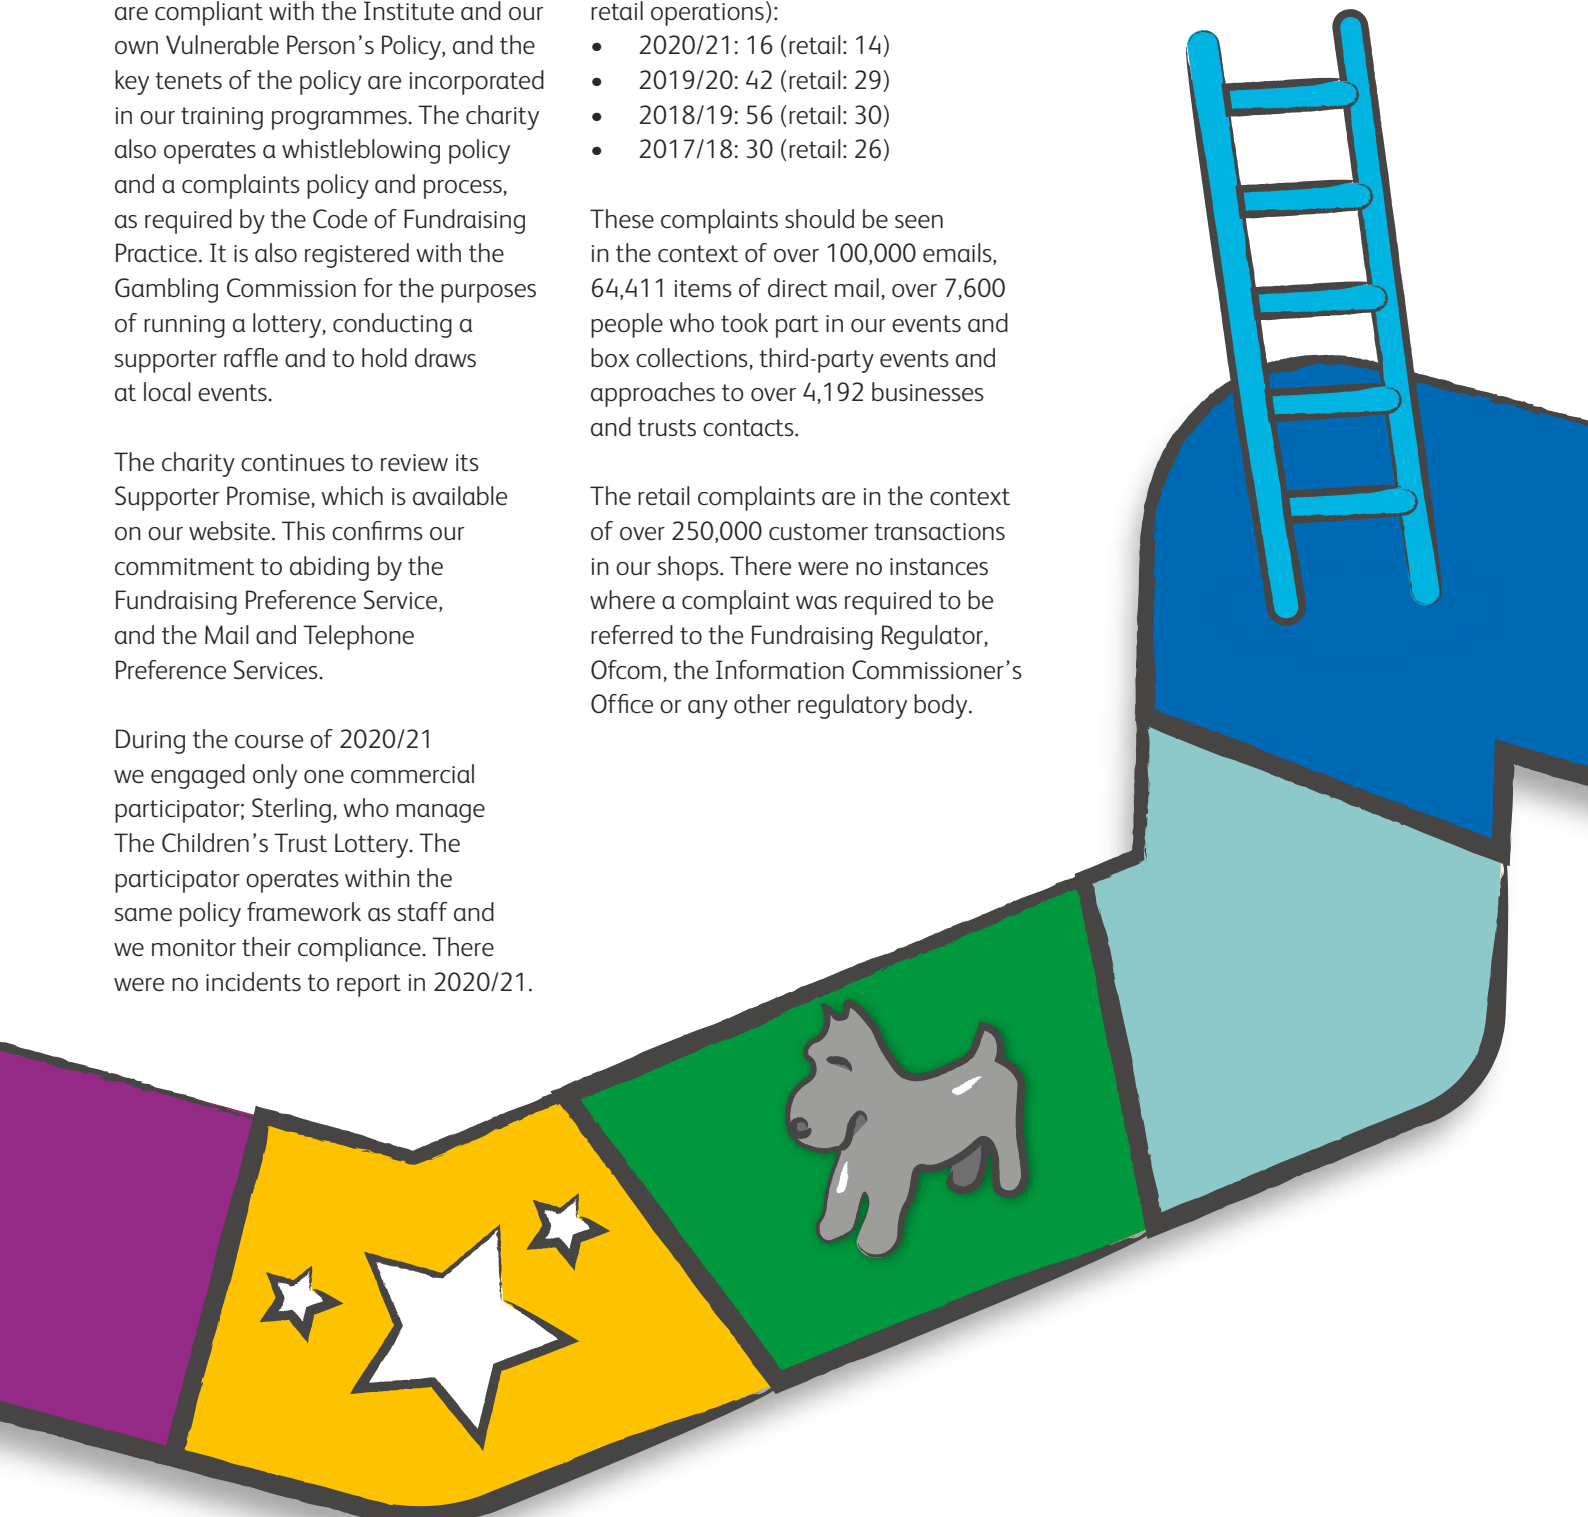 are compliant with the Institute and our
own Vulnerable Person's Policy, and the
key tenets of the policy are incorporated
in our training programmes. The charity
also operates a whistleblowing policy
and a complaints policy and process,
as required by the Code of Fundraising
Practice. It is also registered with the
Gambling Commission for the purposes
of running a lottery, conducting a
supporter raffle and to hold draws
at local events.
The charity continues to review its
Supporter Promise, which is available
on our website. This confirms our
commitment to abiding by the
Fundraising Preference Service,
and the Mail and Telephone
Preference Services.
During the course of 2020/21
we engaged only one commercial
participator; Sterling, who manage
The Children's Trust Lottery. The
participator operates within the
same policy framework as staff and
we monitor their compliance. There
were no incidents to report in 2020/21.
retail operations):
• 2020/21: 16 (retail: 14)
• 2019/20: 42 (retail: 29)
• 2018/19: 56 (retail: 30)
• 2017/18: 30 (retail: 26)
These complaints should be seen
in the context of over 100,000 emails,
64,411 items of direct mail, over 7,600
people who took part in our events and
box collections, third-party events and
approaches to over 4,192 businesses
and trusts contacts.
The retail complaints are in the context
of over 250,000 customer transactions
in our shops. There were no instances
where a complaint was required to be
referred to the Fundraising Regulator,
Ofcom, the Information Commissioner's
Office or any other regulatory body.